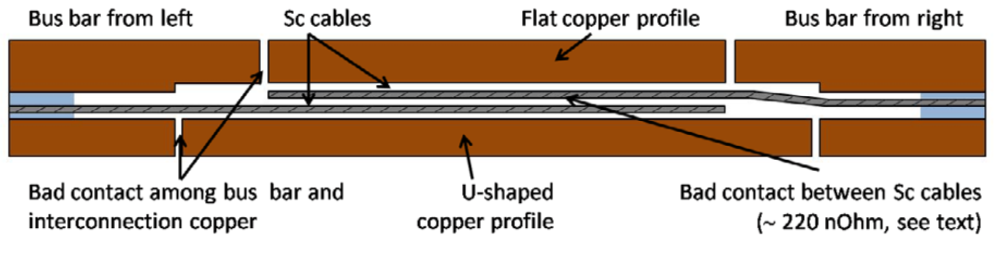 Bus bar from left
Sc cables
Flat copper profile
Bus bar from right
Bad contact among bus bar and
interconnection copper
U-shaped
copper profile
Bad contact between Sc cables
(~ 220 nOhm, see text)